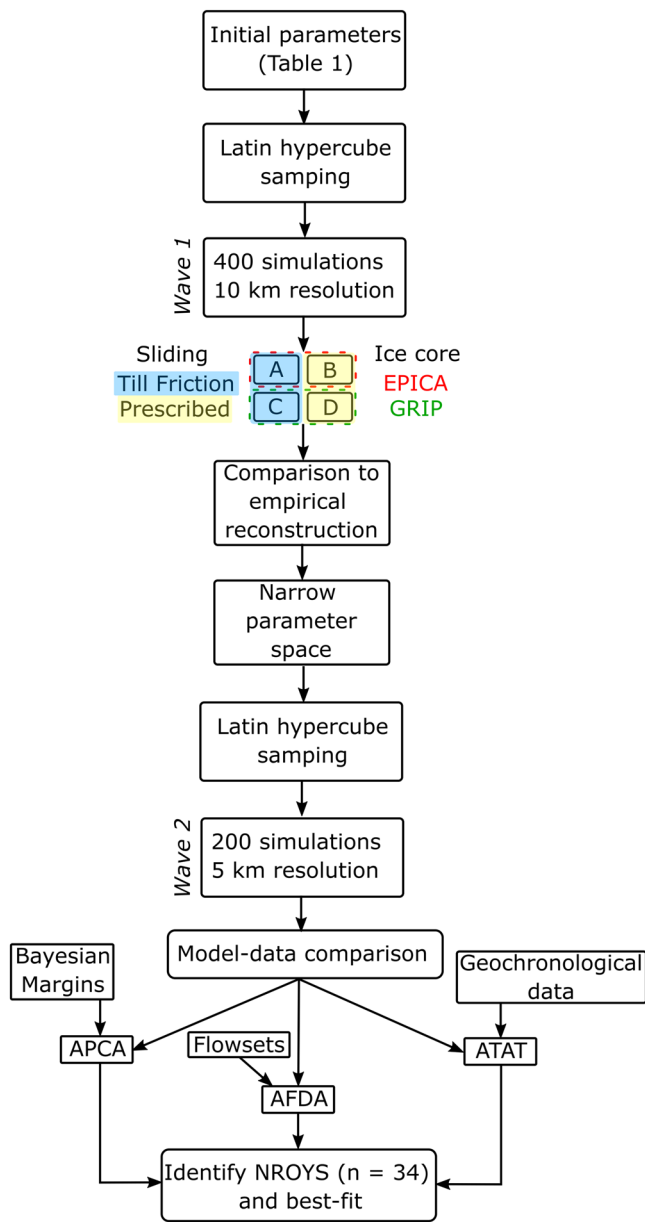 Initial parameters
(Table 1)
Latin hypercube
samping
Wave 1
400 simulations
10 km resolution
Sliding
Till Friction
Prescribed
A
B
C
D
Ice core
EPICA
GRIP
Comparison to
empirical
reconstruction
Narrow
parameter
space
Latin hypercube
samping
Wave 2
200 simulations
5 km resolution
Model-data comparison
Bayesian
Margins
Geochronological
data
APCA
Flowsets
ATAT
AFDA
Identify NROYS (n = 34)
and best-fit